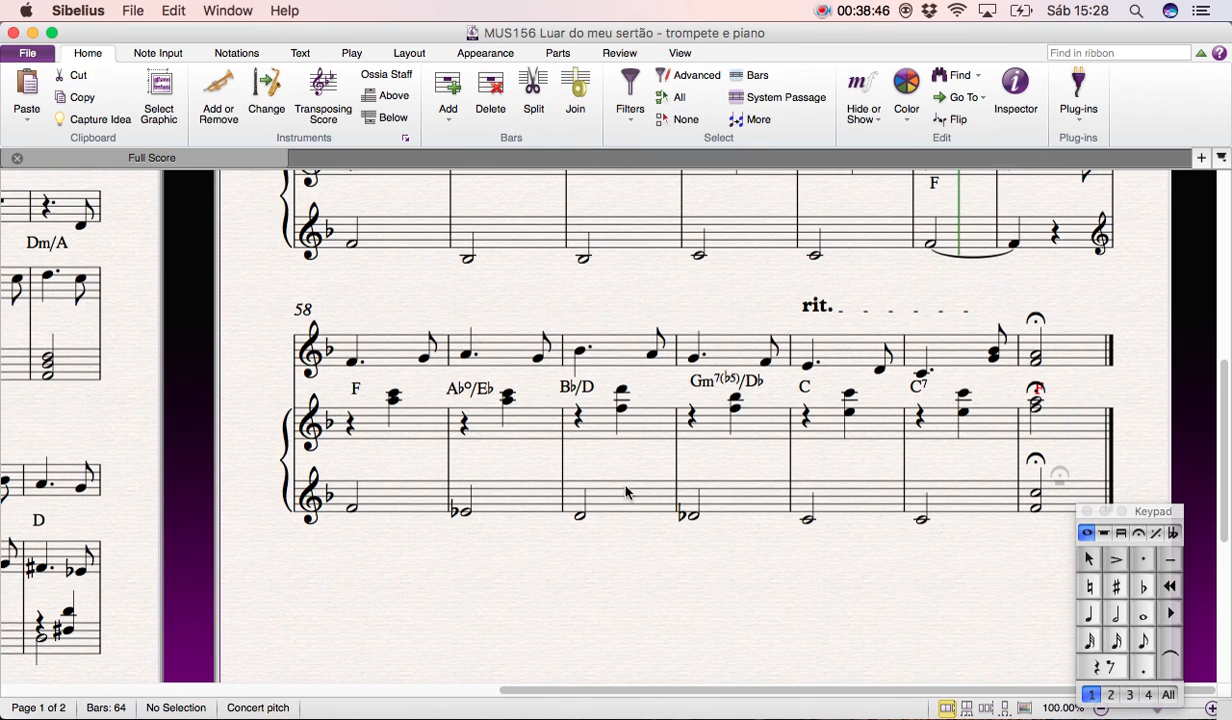 Sibelius File Edit Window Help 00:38:46 Sáb 15:28
MUS156 Luar do meu sertão - trompete e piano
File Home Note Input Notations Text Play Layout Appearance Parts Review View Find in ribbon
Paste Cut Copy Capture Idea Select Graphic
Clipboard
Add or Remove Change Transposing Score Ossia Staff Above Below
Instruments
Add Delete Split Join
Bars
Filters Advanced All None Bars System Passage More
Select
Hide or Show Color Find Go To Flip Inspector
Edit
Plug-ins
Plug-ins
Full Score
F
Dm/A
58
rit.
F A♭o/E♭ B♭/D Gm7(♭5)/D♭ C C7 F
D
Keypad
1 2 3 4 All
Page 1 of 2 Bars: 64 No Selection Concert pitch 100.00%